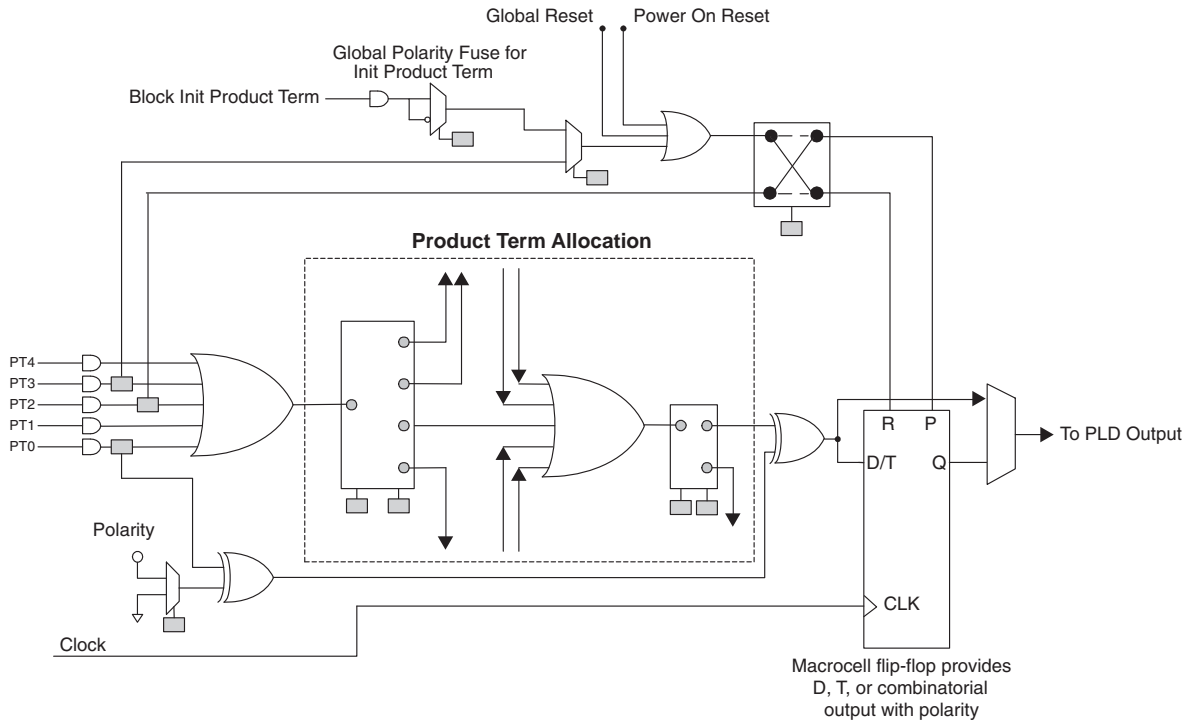 Global Reset
Power On Reset
Global Polarity Fuse for
Init Product Term
Block Init Product Term
Product Term Allocation
PT4
PT3
PT2
PT1
PT0
R
P
To PLD Output
D/T
Q
Polarity
CLK
Clock
Macrocell flip-flop provides
D, T, or combinatorial
output with polarity